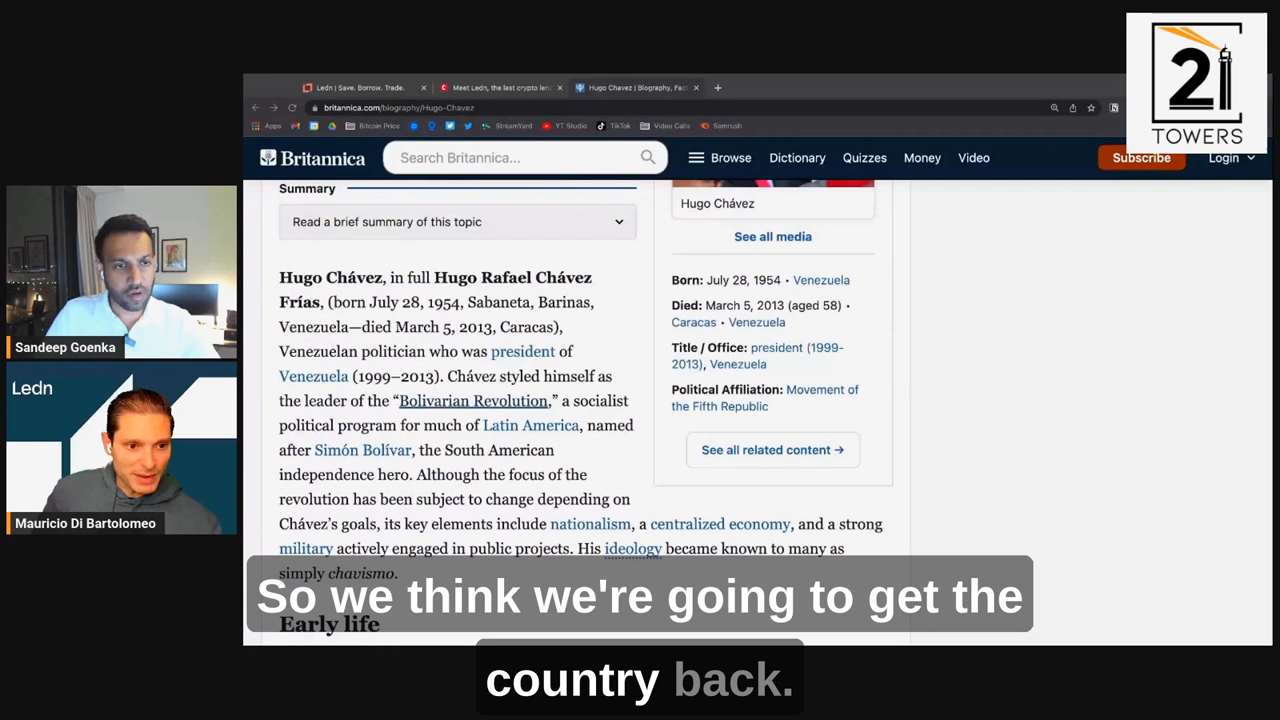 21
TOWERS
Ledn | Save. Borrow. Trade.
Meet Ledn, the last crypto len
Hugo Chavez | Biography, Fac
britannica.com/biography/Hugo-Chavez
Apps
Bitcoin Price
StreamYard
YT Studio
TikTok
Video Calls
Semrush
Britannica
Search Britannica...
Browse
Dictionary
Quizzes
Money
Video
Subscribe
Login
Summary
Read a brief summary of this topic
Hugo Chávez, in full Hugo Rafael Chávez
Frías, (born July 28, 1954, Sabaneta, Barinas,
Venezuela—died March 5, 2013, Caracas),
Venezuelan politician who was president of
Venezuela (1999–2013). Chávez styled himself as
the leader of the “Bolivarian Revolution,” a socialist
political program for much of Latin America, named
after Simón Bolívar, the South American
independence hero. Although the focus of the
revolution has been subject to change depending on
Chávez’s goals, its key elements include nationalism, a centralized economy, and a strong
military actively engaged in public projects. His ideology became known to many as
simply chavismo.
Early life
Hugo Chávez
See all media
Born: July 28, 1954 • Venezuela
Died: March 5, 2013 (aged 58) •
Caracas • Venezuela
Title / Office: president (1999-
2013), Venezuela
Political Affiliation: Movement of
the Fifth Republic
See all related content →
Sandeep Goenka
Ledn
Mauricio Di Bartolomeo
So we think we're going to get the
country back.